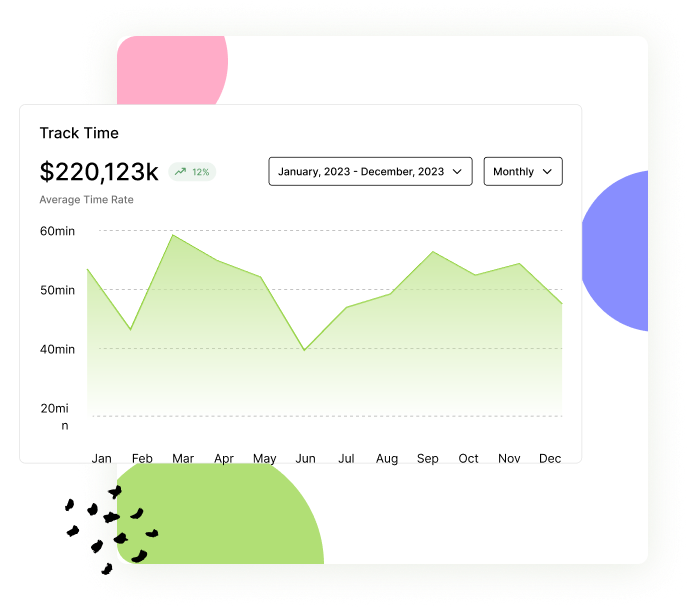 Track Time
$220,123k
12%
January, 2023 - December, 2023
Monthly
Average Time Rate
60min
50min
40min
20mi
n
Jan Feb Mar Apr May Jun Jul Aug Sep Oct Nov Dec